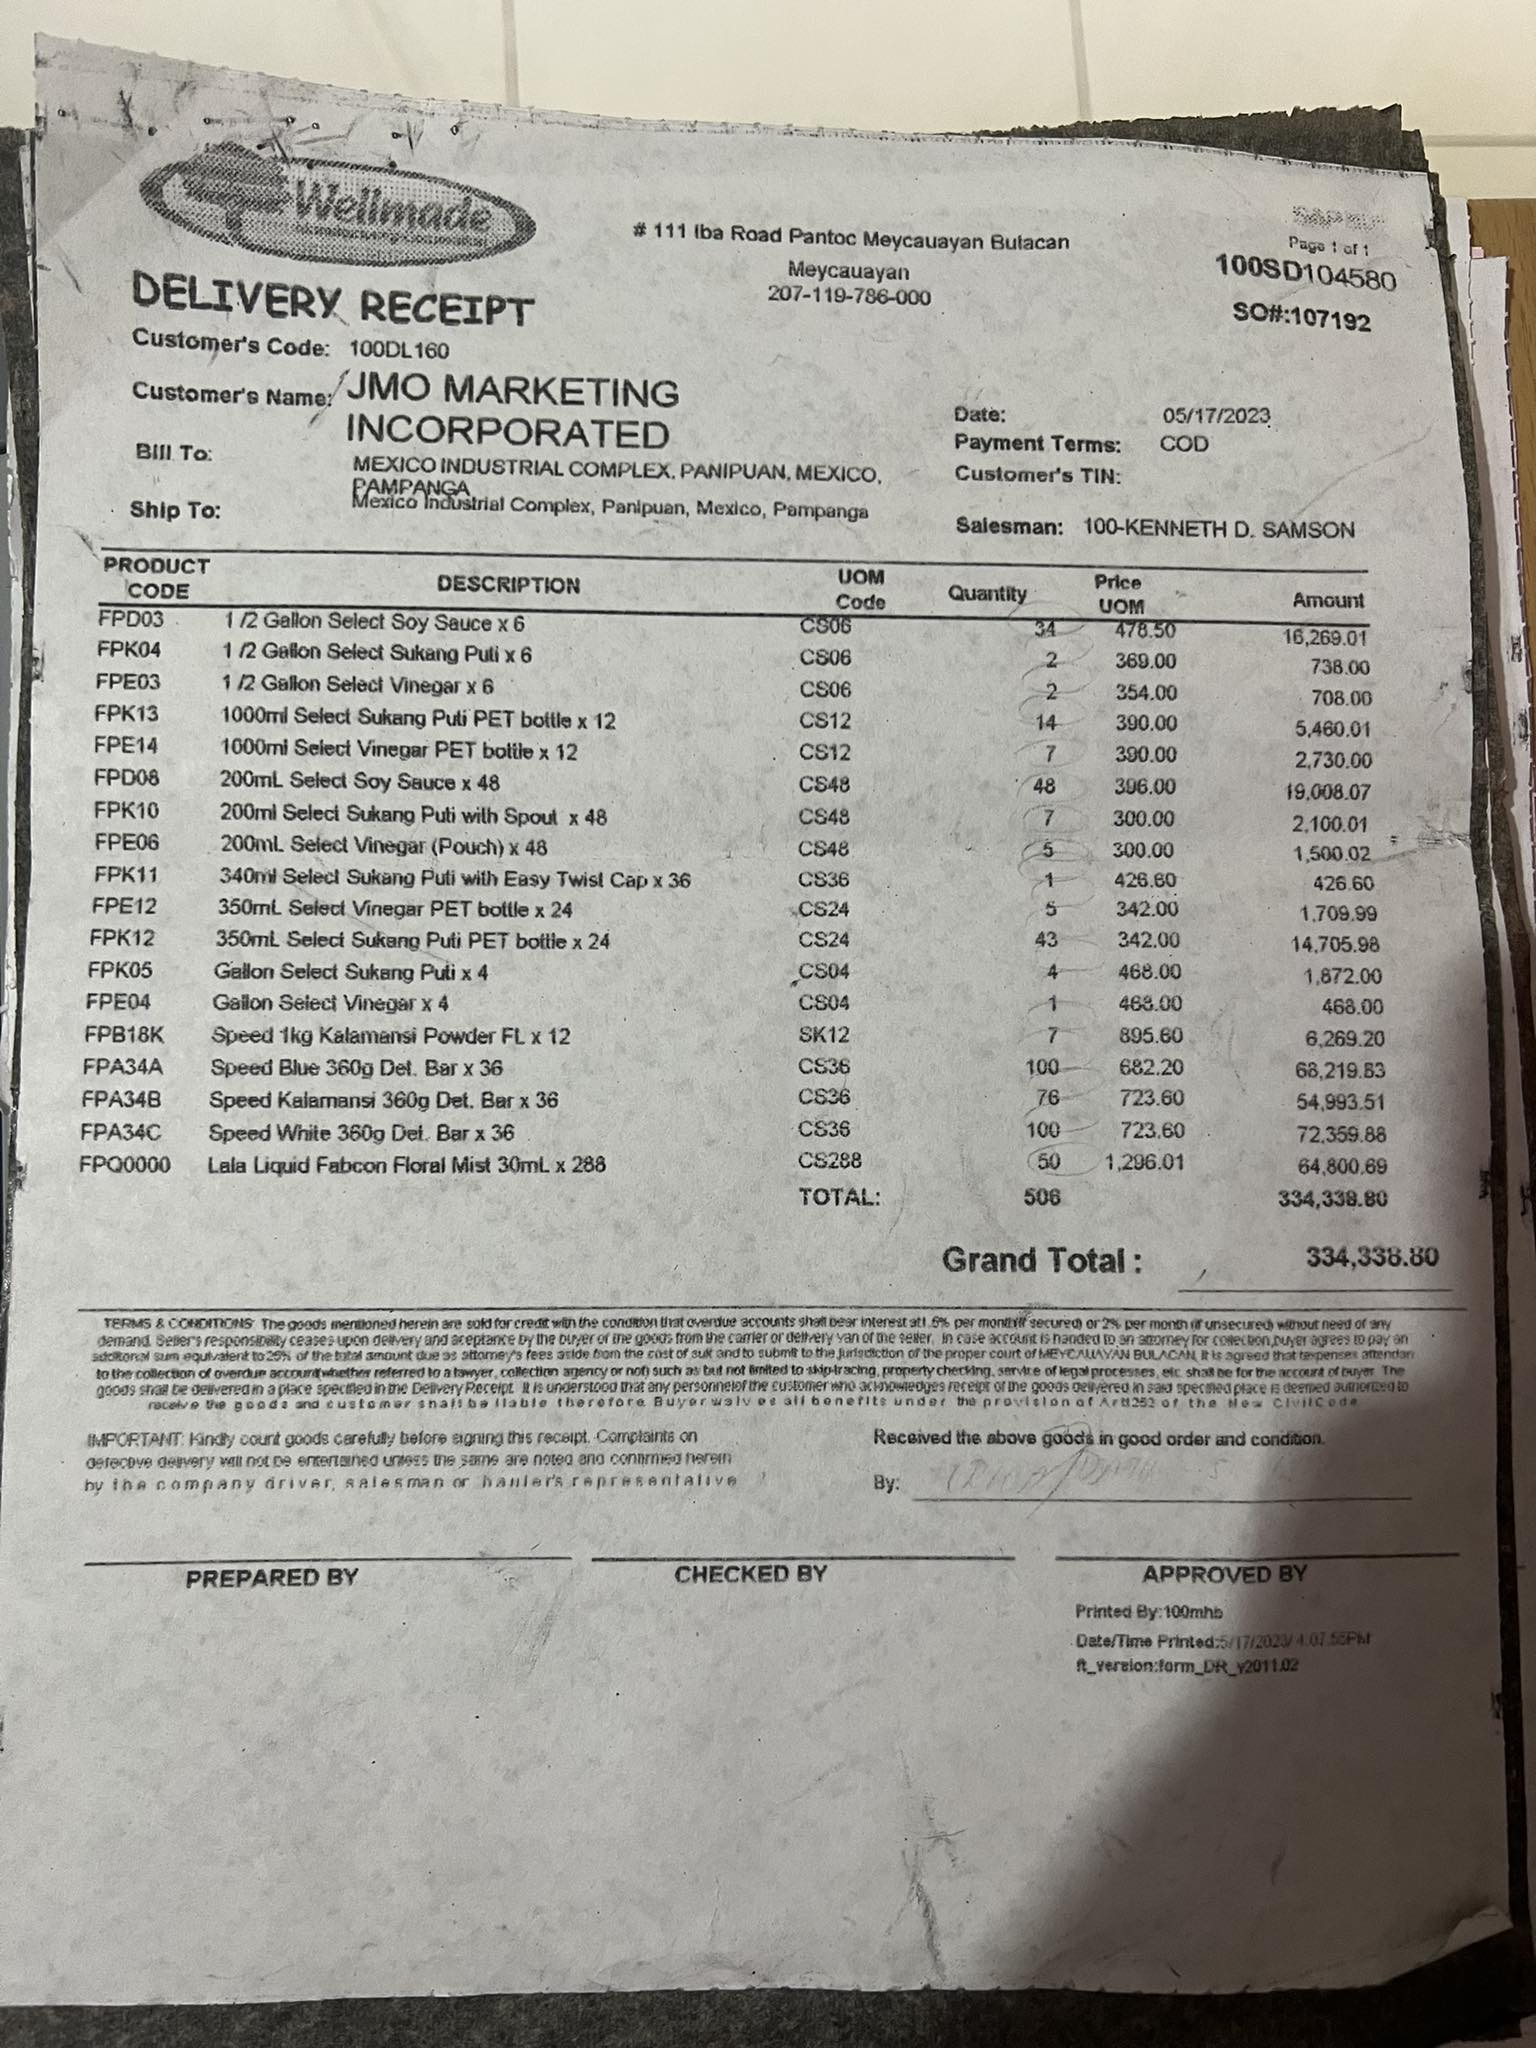 Wellmade
# 111 Iba Road Pantoc Meycauayan Bulacan
Meycauayan
207-119-786-000
Page 1 of 1
100SD104580
SO#:107192
DELIVERY RECEIPT
Customer's Code: 100DL160
Customer's Name: JMO MARKETING
INCORPORATED
Date: 05/17/2023
Payment Terms: COD
Bill To: MEXICO INDUSTRIAL COMPLEX, PANIPUAN, MEXICO,
PAMPANGA
Customer's TIN:
Ship To: Mexico Industrial Complex, Panipuan, Mexico, Pampanga
Salesman: 100-KENNETH D. SAMSON
PRODUCT CODE DESCRIPTION UOM Code Quantity Price UOM Amount
FPD03 1 /2 Gallon Select Soy Sauce x 6 CS06 34 478.50 16,269.01
FPK04 1 /2 Gallon Select Sukang Puti x 6 CS06 2 369.00 738.00
FPE03 1 /2 Gallon Select Vinegar x 6 CS06 2 354.00 708.00
FPK13 1000ml Select Sukang Puti PET bottle x 12 CS12 14 390.00 5,460.01
FPE14 1000ml Select Vinegar PET bottle x 12 CS12 7 390.00 2,730.00
FPD08 200mL Select Soy Sauce x 48 CS48 48 396.00 19,008.07
FPK10 200ml Select Sukang Puti with Spout x 48 CS48 7 300.00 2,100.01
FPE06 200mL Select Vinegar (Pouch) x 48 CS48 5 300.00 1,500.02
FPK11 340ml Select Sukang Puti with Easy Twist Cap x 36 CS36 1 426.60 426.60
FPE12 350mL Select Vinegar PET bottle x 24 CS24 5 342.00 1,709.99
FPK12 350mL Select Sukang Puti PET bottle x 24 CS24 43 342.00 14,705.98
FPK05 Gallon Select Sukang Puti x 4 CS04 4 468.00 1,872.00
FPE04 Gallon Select Vinegar x 4 CS04 1 468.00 468.00
FPB18K Speed 1kg Kalamansi Powder FL x 12 SK12 7 895.60 6,269.20
FPA34A Speed Blue 360g Det. Bar x 36 CS36 100 682.20 68,219.83
FPA34B Speed Kalamansi 360g Det. Bar x 36 CS36 76 723.60 54,993.51
FPA34C Speed White 360g Det. Bar x 36 CS36 100 723.60 72,359.88
FPQ0000 Lala Liquid Fabcon Floral Mist 30mL x 288 CS288 50 1,296.01 64,800.69
TOTAL: 506 334,338.80
Grand Total : 334,338.80
TERMS & CONDITIONS: The goods mentioned herein are sold for credit with the condition that overdue accounts shall bear interest at1.5% per month(if secured) or 2% per month (if unsecured) without need of any
demand. Seller's responsibility ceases upon delivery and aceptance by the buyer of the goods from the carrier or delivery van of the seller. In case account is handed to an attorney for collection,buyer agrees to pay an
additonal sum equivalent to 25% of the total amount due as attorney's fees aside from the cost of suit and to submit to the jurisdiction of the proper court of MEYCAUAYAN BULACAN. It is agreed that texpenses attendan
to the collection of overdue account(whether referred to a lawyer, collection agency or not) such as but not limited to skip-tracing, property checking, service of legal processes, etc. shall be for the account of buyer. The
goods shall be delivered in a place specified in the Delivery Receipt. It is understood that any personnelof the customer who acknowledges receipt of the goods delivered in said specified place is deemed authorized to
receive the goods and customer shall be liable therefore. Buyer waives all benefits under the provision of Art1252 of the New CivilCode
IMPORTANT: Kindly count goods carefully before signing this receipt. Complaints on
defective delivery will not be entertained unless the same are noted and confirmed herein
by the company driver, salesman or hauler's representative
Received the above goods in good order and condition.
By:
PREPARED BY CHECKED BY APPROVED BY
Printed By:100mhb
Date/Time Printed:5/17/2023/ 4:07:55PM
ft_version:form_DR_v2011.02